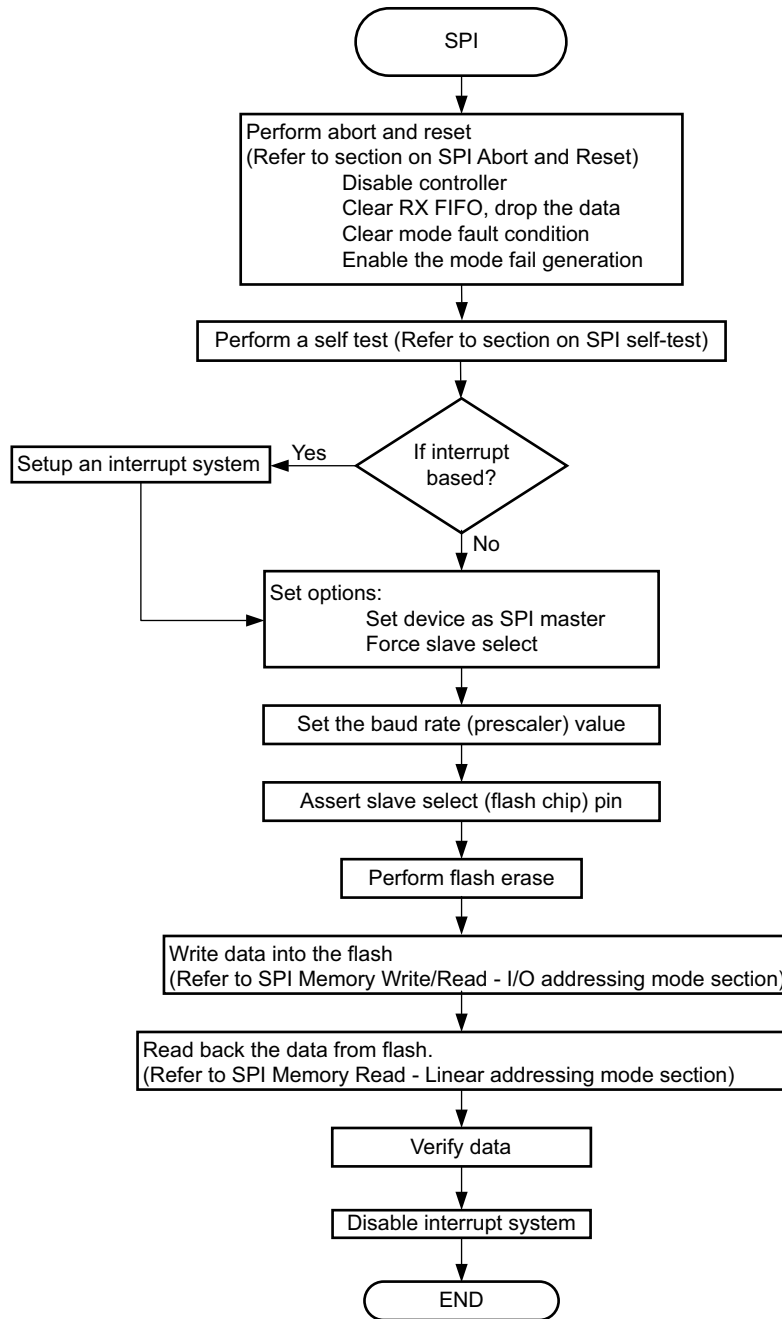 SPI
Perform abort and reset
(Refer to section on SPI Abort and Reset)
Disable controller
Clear RX FIFO, drop the data
Clear mode fault condition
Enable the mode fail generation
Perform a self test (Refer to section on SPI self-test)
If interrupt
based?
Yes
Setup an interrupt system
No
Set options:
Set device as SPI master
Force slave select
Set the baud rate (prescaler) value
Assert slave select (flash chip) pin
Perform flash erase
Write data into the flash
(Refer to SPI Memory Write/Read - I/O addressing mode section)
Read back the data from flash.
(Refer to SPI Memory Read - Linear addressing mode section)
Verify data
Disable interrupt system
END